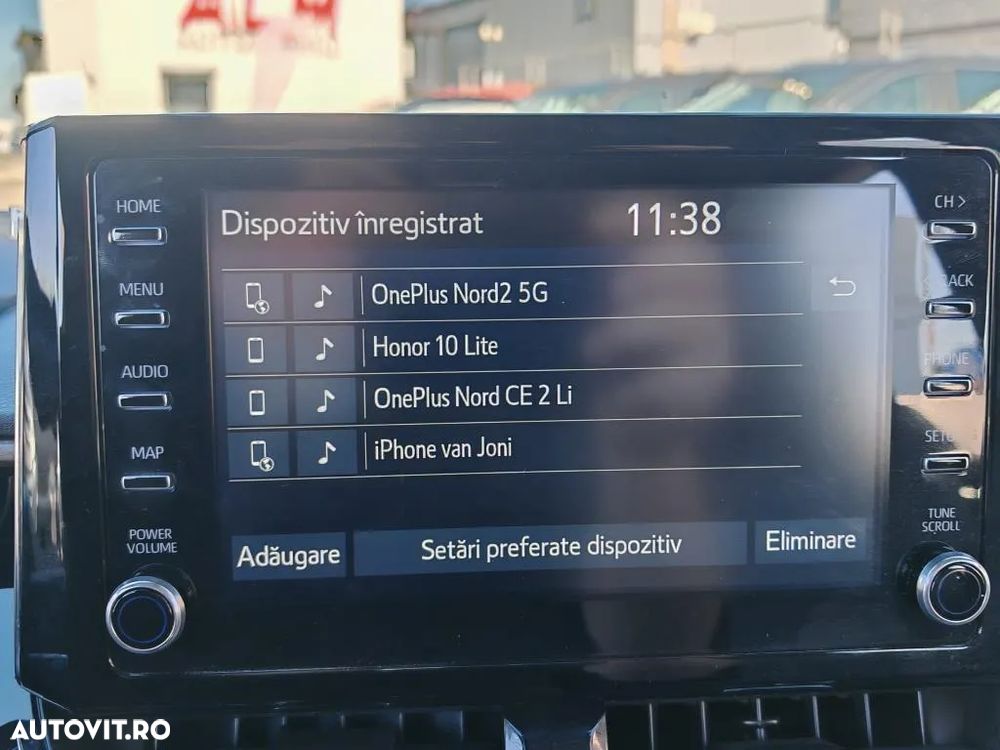 HOME
MENU
AUDIO
MAP
POWER
VOLUME
Dispozitiv înregistrat
11:38
OnePlus Nord2 5G
Honor 10 Lite
OnePlus Nord CE 2 Li
iPhone van Joni
Adăugare
Setări preferate dispozitiv
Eliminare
CH >
PHONE
TUNE
SCROLL
AUTOVIT.RO